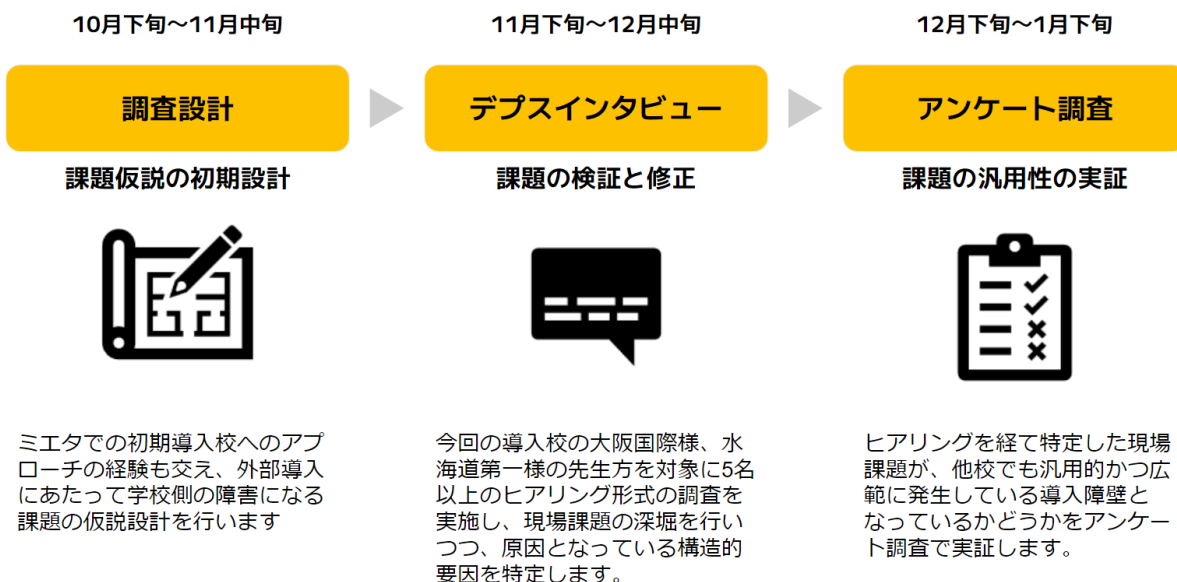 10月下旬～11月中旬
調査設計
課題仮説の初期設計
ミエタでの初期導入校へのアプ
ローチの経験も交え、外部導入
にあたって学校側の障害になる
課題の仮説設計を行います
11月下旬～12月中旬
デプスインタビュー
課題の検証と修正
今回の導入校の大阪国際様、水
海道第一様の先生方を対象に5名
以上のヒアリング形式の調査を
実施し、現場課題の深堀を行い
つつ、原因となっている構造的
要因を特定します。
12月下旬～1月下旬
アンケート調査
課題の汎用性の実証
ヒアリングを経て特定した現場
課題が、他校でも汎用的かつ広
範に発生している導入障壁と
なっているかどうかをアンケー
ト調査で実証します。